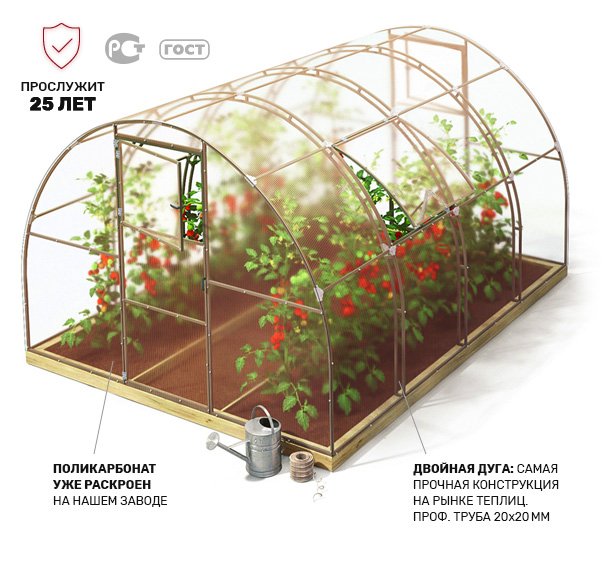 РСТ ГОСТ
ПРОСЛУЖИТ
25 ЛЕТ
ПОЛИКАРБОНАТ
УЖЕ РАСКРОЕН
НА НАШЕМ ЗАВОДЕ
ДВОЙНАЯ ДУГА: САМАЯ
ПРОЧНАЯ КОНСТРУКЦИЯ
НА РЫНКЕ ТЕПЛИЦ.
ПРОФ. ТРУБА 20х20 ММ